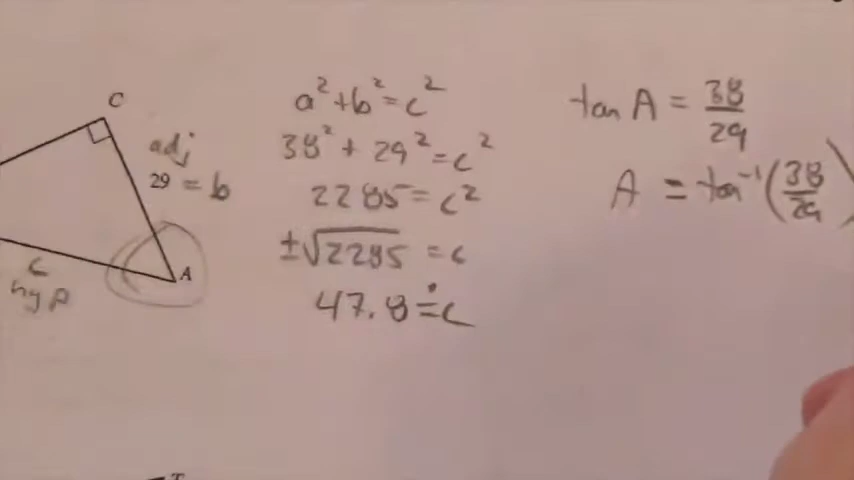 C
adj
29 = b
A
c
hyp
a² + b² = c²
38² + 29² = c²
2285 = c²
±√2285 = c
47.8 ≐ c
tan A = 38/29
A = tan⁻¹(38/29)
T